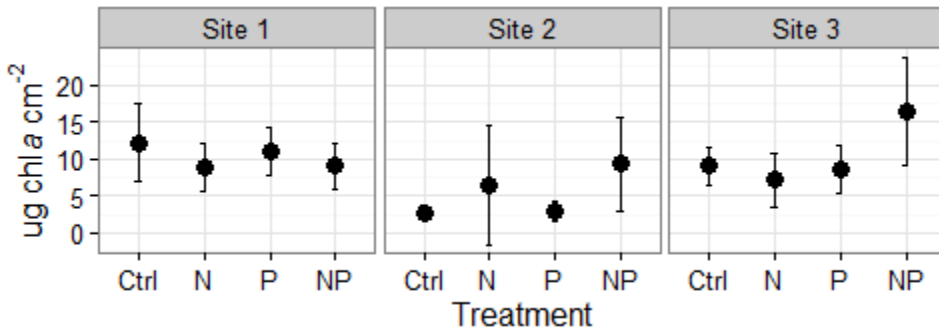 Site 1 Site 2 Site 3
ug chl a cm⁻²
20
15
10
5
0
Ctrl N P NP Ctrl N P NP Ctrl N P NP
Treatment